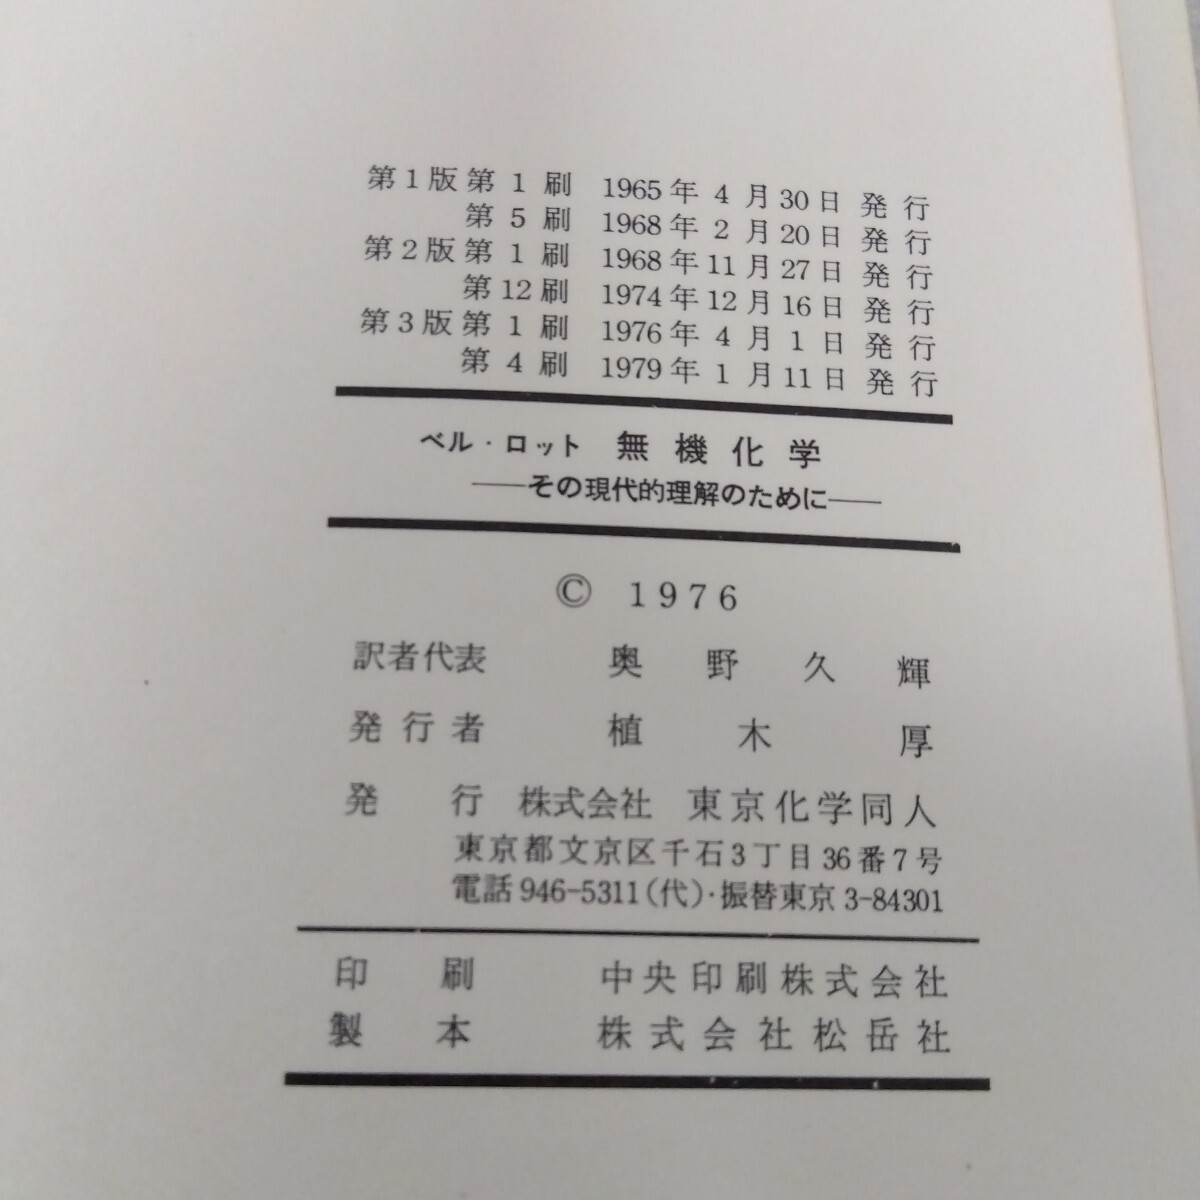 第1版第1刷 1965年4月30日発行
第5刷 1968年2月20日発行
第2版第1刷 1968年11月27日発行
第12刷 1974年12月16日発行
第3版第1刷 1976年4月1日発行
第4刷 1979年1月11日発行
ベル・ロット 無機化学
——その現代的理解のために——
© 1976
訳者代表 奥野久輝
発行者 植木厚
発行 株式会社 東京化学同人
東京都文京区千石3丁目36番7号
電話 946-5311(代)・振替東京 3-84301
印刷 中央印刷株式会社
製本 株式会社松岳社